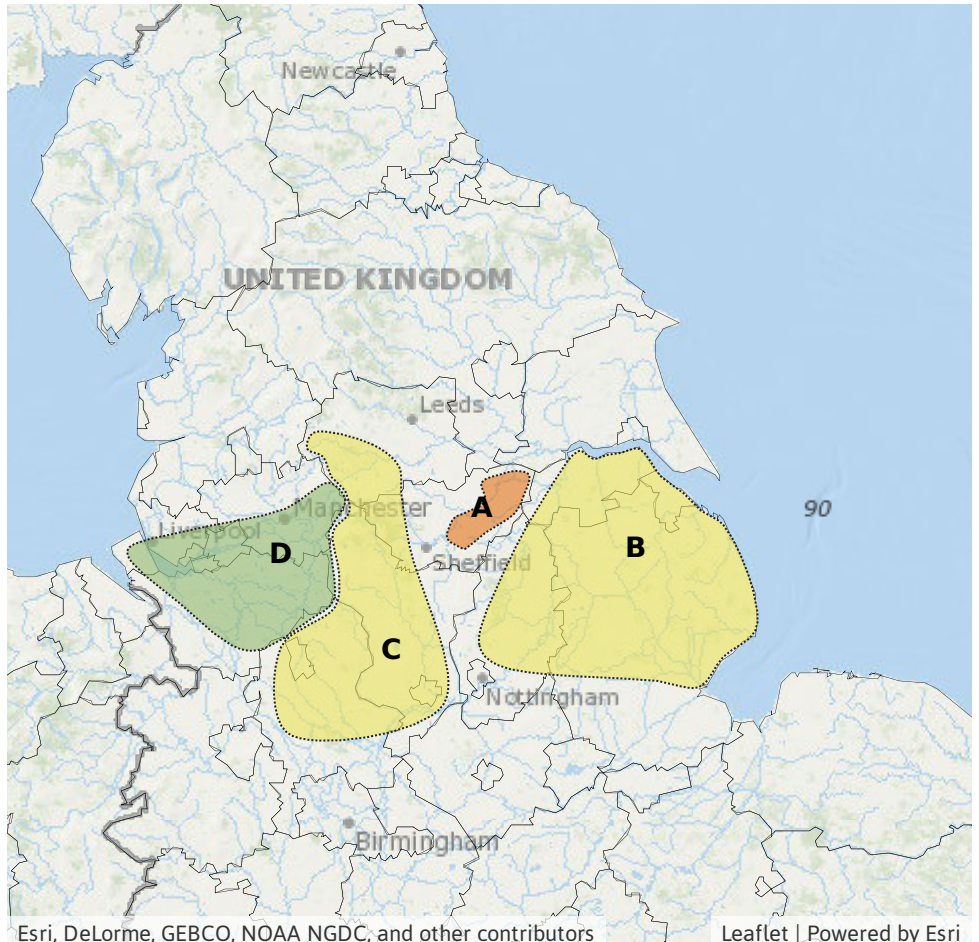 Newcastle
UNITED KINGDOM
Leeds
A
Manchester
90
Liverpool
D
B
Sheffield
C
Nottingham
Birmingham
Esri, DeLorme, GEBCO, NOAA NGDC, and other contributors
Leaflet | Powered by Esri